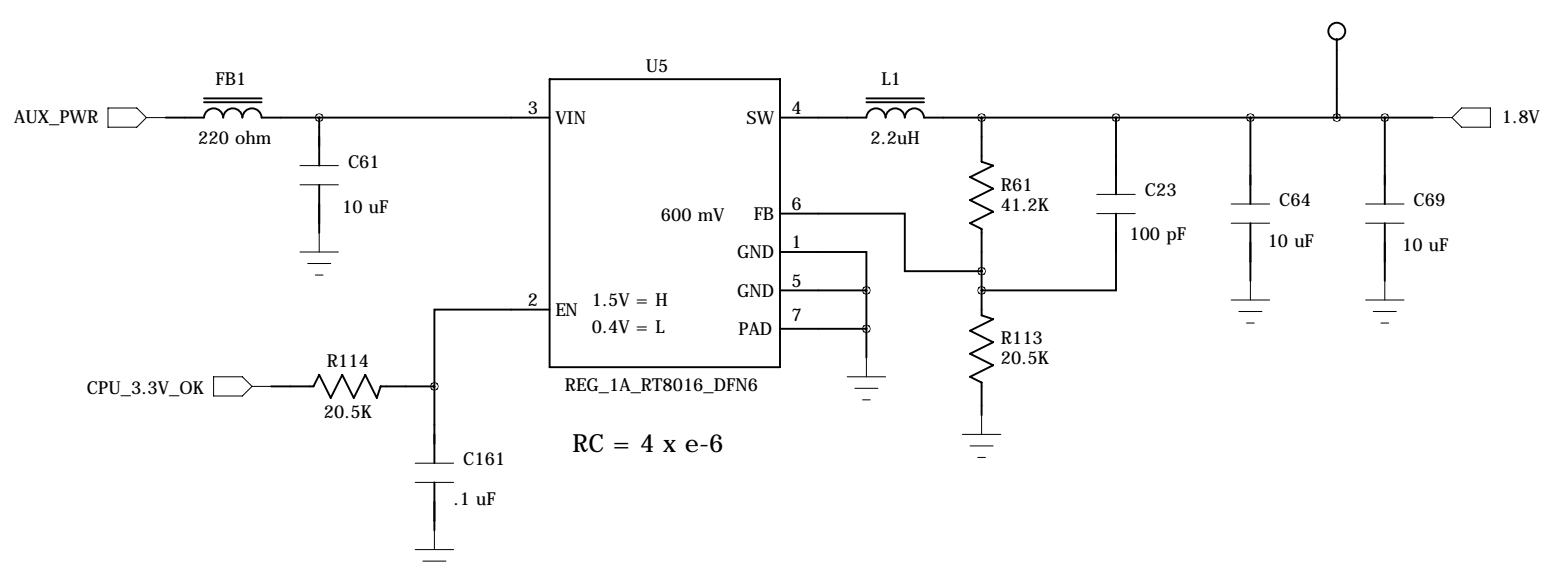 U5
FB1
L1
AUX_PWR
3
VIN
SW
4
1.8V
220 ohm
2.2uH
C61
10 uF
R61
41.2K
C23
100 pF
C64
10 uF
C69
10 uF
600 mV
FB
6
GND
1
GND
5
PAD
7
2
EN
1.5V = H
0.4V = L
R113
20.5K
R114
20.5K
CPU_3.3V_OK
REG_1A_RT8016_DFN6
RC = 4 x e-6
C161
.1 uF